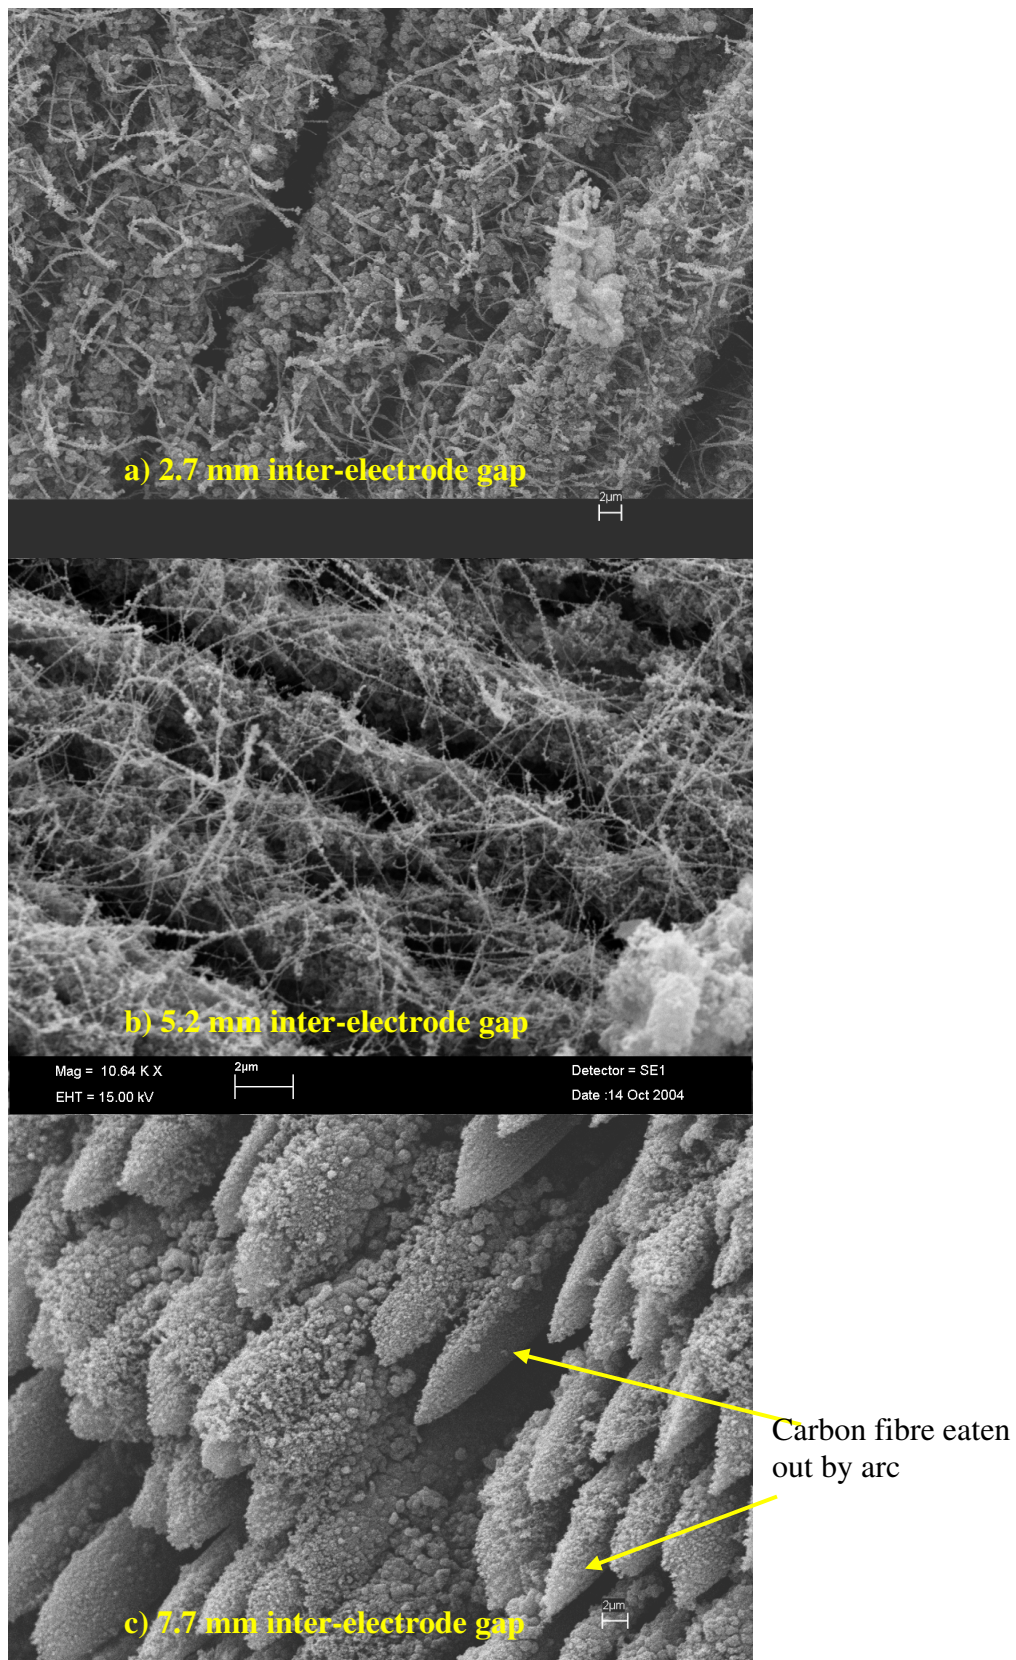 a) 2.7 mm inter-electrode gap
2µm
b) 5.2 mm inter-electrode gap
Mag = 10.64 K X
2µm
Detector = SE1
EHT = 15.00 kV
Date :14 Oct 2004
Carbon fibre eaten
out by arc
2µm
c) 7.7 mm inter-electrode gap